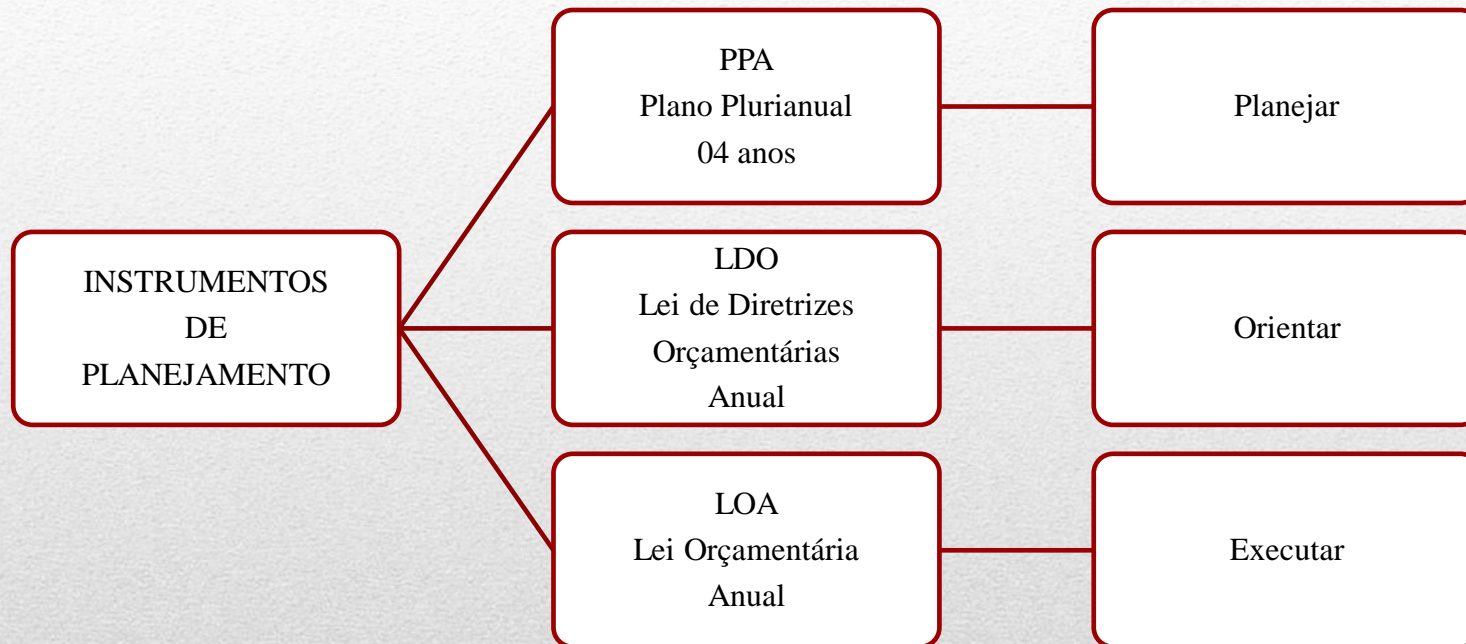 PPA
Plano Plurianual
04 anos
Planejar
INSTRUMENTOS
DE
PLANEJAMENTO
LDO
Lei de Diretrizes
Orçamentárias
Anual
Orientar
LOA
Lei Orçamentária
Anual
Executar